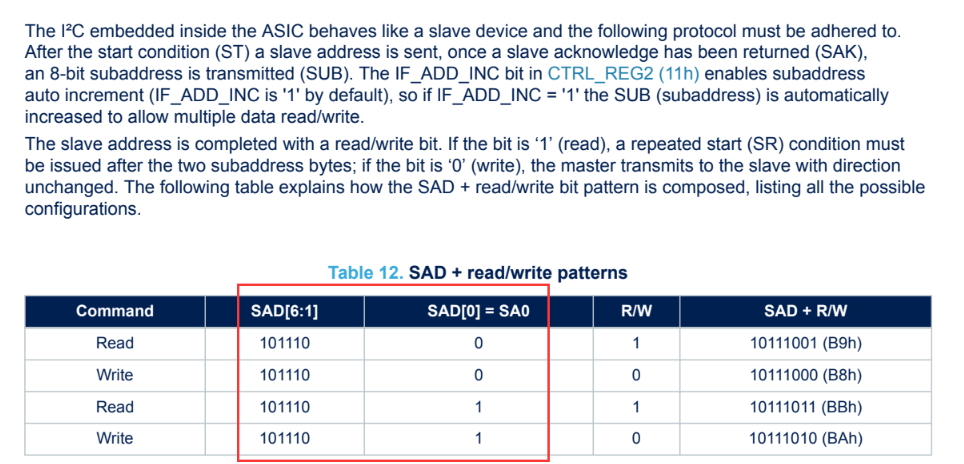 The I²C embedded inside the ASIC behaves like a slave device and the following protocol must be adhered to.
After the start condition (ST) a slave address is sent, once a slave acknowledge has been returned (SAK),
an 8-bit subaddress is transmitted (SUB). The IF_ADD_INC bit in CTRL_REG2 (11h) enables subaddress
auto increment (IF_ADD_INC is '1' by default), so if IF_ADD_INC = '1' the SUB (subaddress) is automatically
increased to allow multiple data read/write.
The slave address is completed with a read/write bit. If the bit is ‘1’ (read), a repeated start (SR) condition must
be issued after the two subaddress bytes; if the bit is ‘0’ (write), the master transmits to the slave with direction
unchanged. The following table explains how the SAD + read/write bit pattern is composed, listing all the possible
configurations.
Table 12. SAD + read/write patterns
Command SAD[6:1] SAD[0] = SA0 R/W SAD + R/W
Read 101110 0 1 10111001 (B9h)
Write 101110 0 0 10111000 (B8h)
Read 101110 1 1 10111011 (BBh)
Write 101110 1 0 10111010 (BAh)